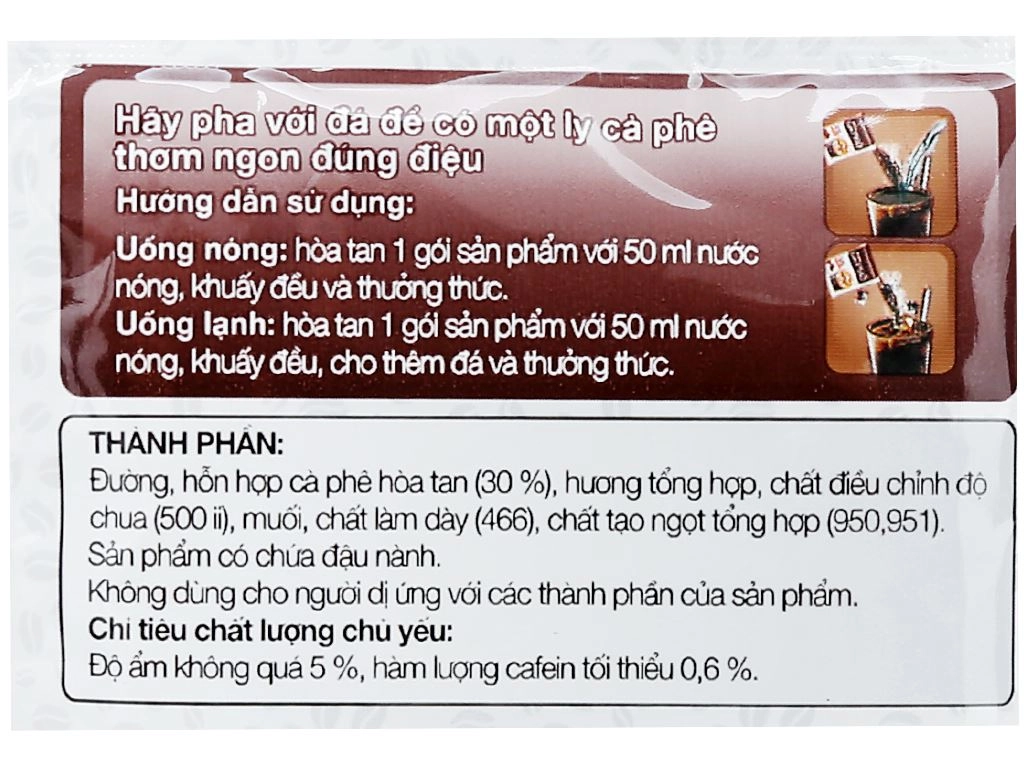 Hãy pha với đá để có một ly cà phê
thơm ngon đúng điệu
Hướng dẫn sử dụng:
Uống nóng: hòa tan 1 gói sản phẩm với 50 ml nước
nóng, khuấy đều và thưởng thức.
Uống lạnh: hòa tan 1 gói sản phẩm với 50 ml nước
nóng, khuấy đều, cho thêm đá và thưởng thức.
THÀNH PHẦN:
Đường, hỗn hợp cà phê hòa tan (30 %), hương tổng hợp, chất điều chỉnh độ
chua (500 ii), muối, chất làm dày (466), chất tạo ngọt tổng hợp (950,951).
Sản phẩm có chứa đậu nành.
Không dùng cho người dị ứng với các thành phần của sản phẩm.
Chỉ tiêu chất lượng chủ yếu:
Độ ẩm không quá 5 %, hàm lượng cafein tối thiểu 0,6 %.